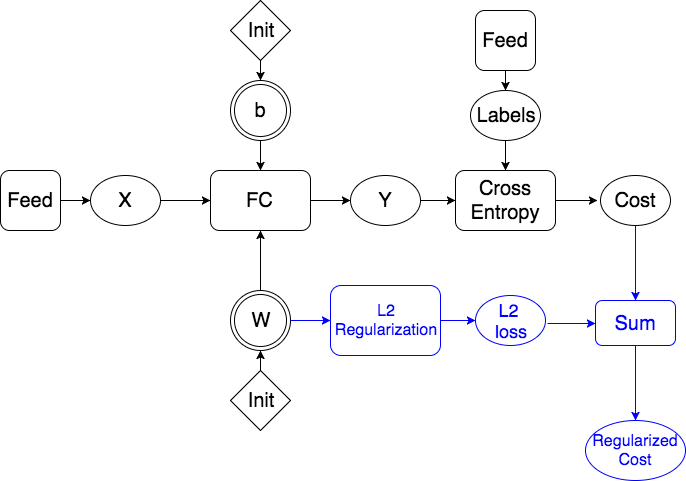 Init
Feed
b
Labels
Feed
X
FC
Y
Cross
Entropy
Cost
W
L2
Regularization
L2
loss
Sum
Init
Regularized
Cost